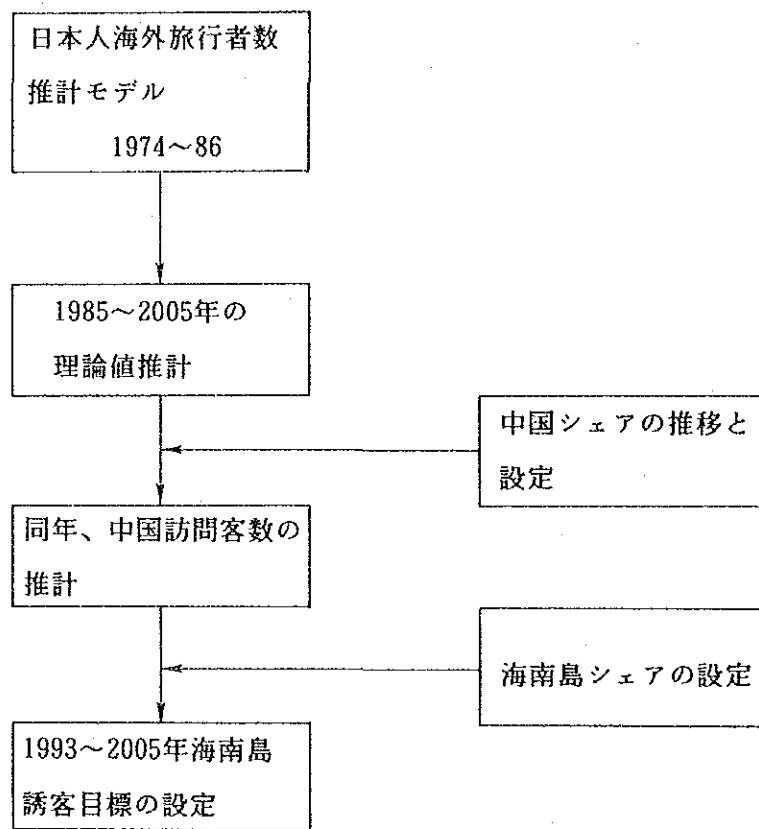 日本人海外旅行者数
推計モデル
1974～86
1985～2005年の
理論値推計
中国シェアの推移と
設定
同年、中国訪問客数の
推計
海南島シェアの設定
1993～2005年海南島
誘客目標の設定